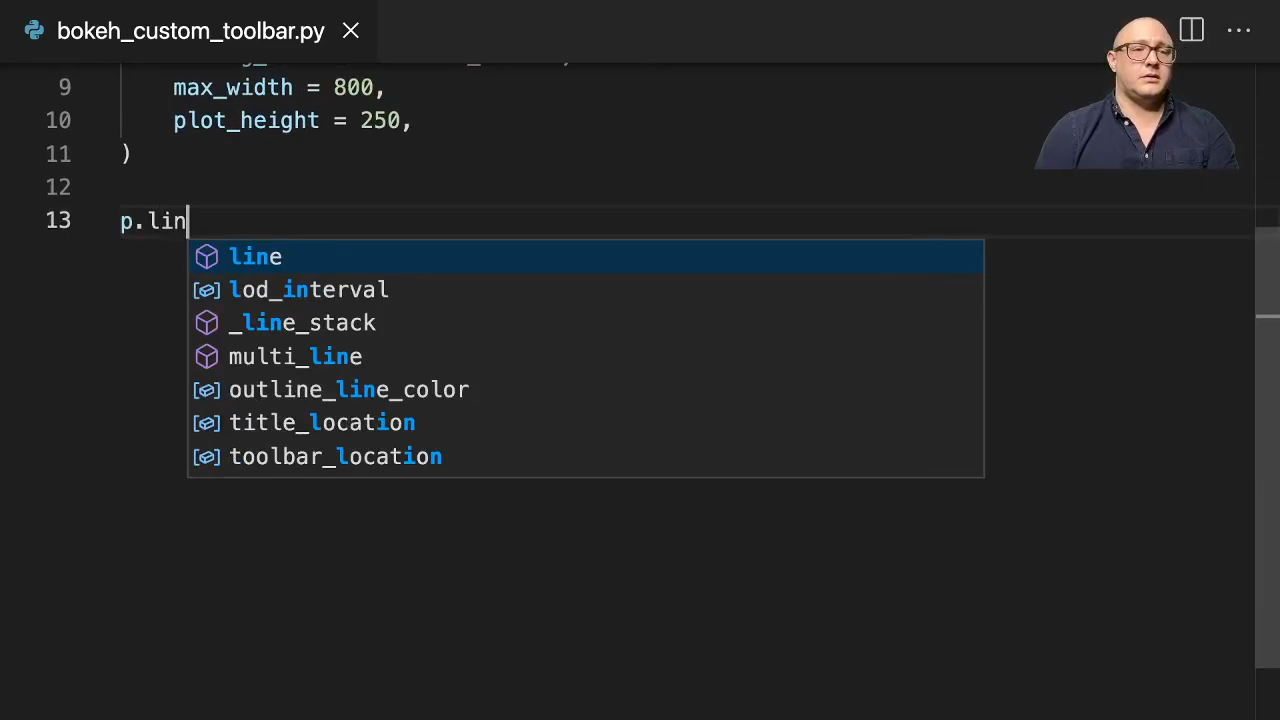 bokeh_custom_toolbar.py
9 max_width = 800,
10 plot_height = 250,
11 )
12
13 p.lin
line
lod_interval
_line_stack
multi_line
outline_line_color
title_location
toolbar_location